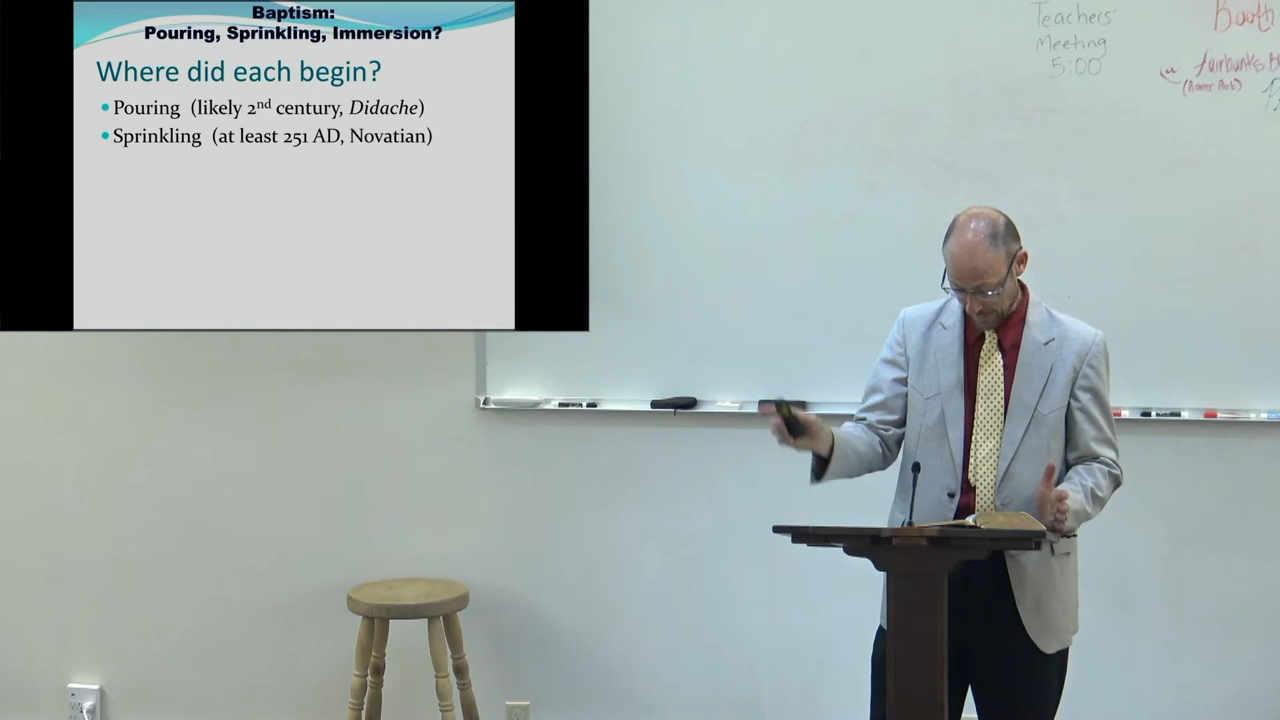 Baptism:
Pouring, Sprinkling, Immersion?
Where did each begin?
• Pouring (likely 2nd century, Didache)
• Sprinkling (at least 251 AD, Novatian)
Teachers'
Meeting
5:00
Booth
Fairbanks